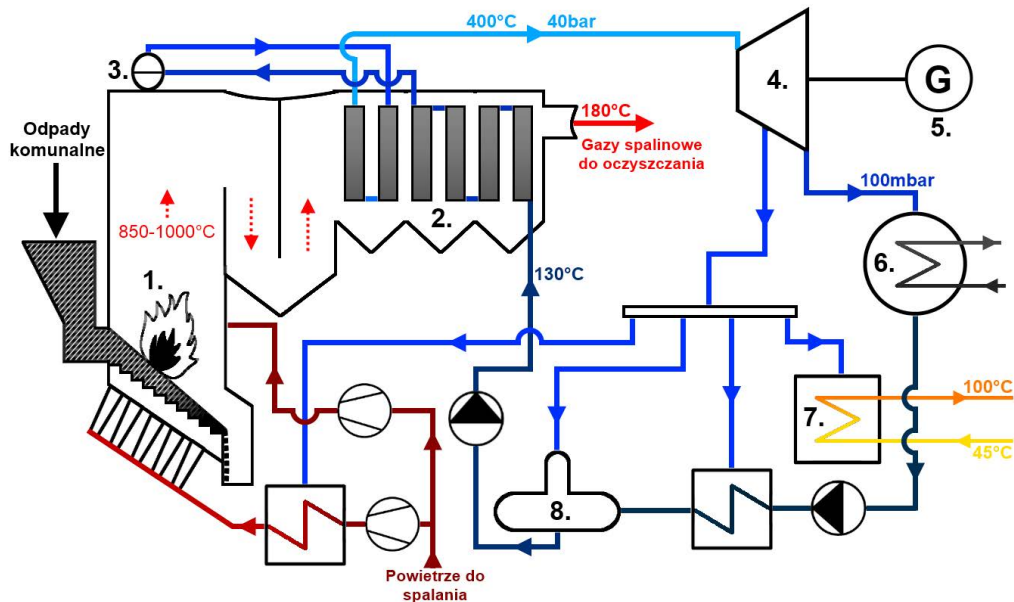 400°C 40bar
3.
4.
G
5.
Odpady
komunalne
180°C
Gazy spalinowe
do oczyszczania
100mbar
2.
850-1000°C
1.
130°C
6.
7.
100°C
45°C
8.
Powietrze do
spalania